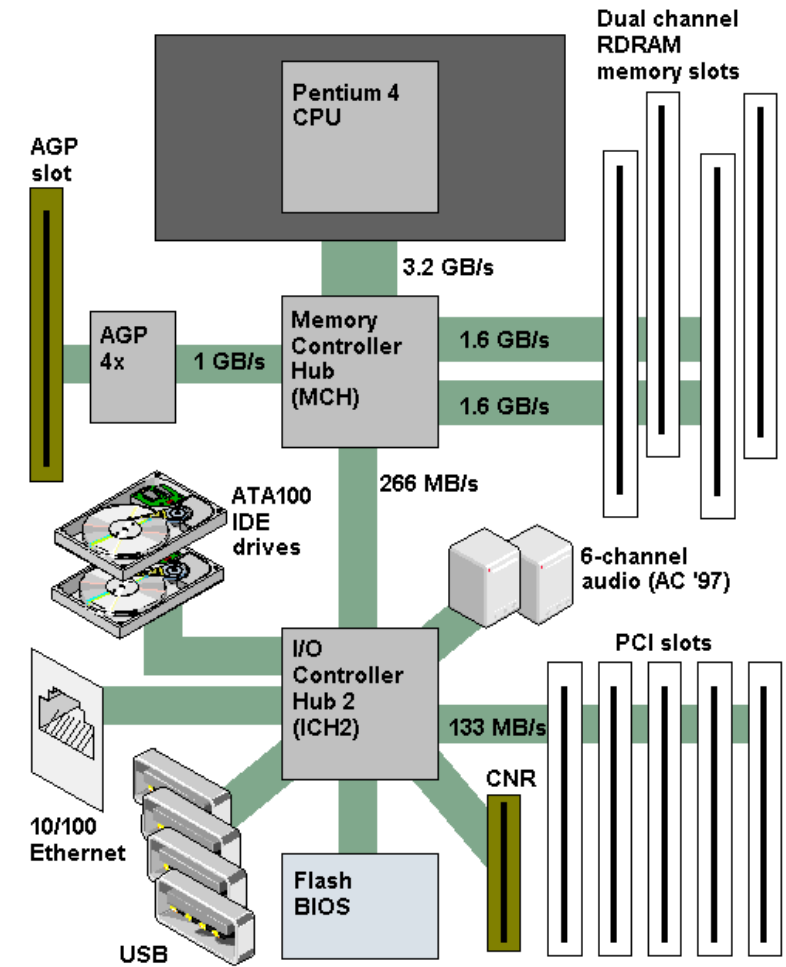 Dual channel
RDRAM
memory slots
Pentium 4
CPU
AGP
slot
3.2 GB/s
AGP
4x
1 GB/s
Memory
Controller
Hub
(MCH)
1.6 GB/s
1.6 GB/s
266 MB/s
ATA100
IDE
drives
6-channel
audio (AC '97)
I/O
Controller
Hub 2
(ICH2)
PCI slots
133 MB/s
CNR
10/100
Ethernet
USB
Flash
BIOS